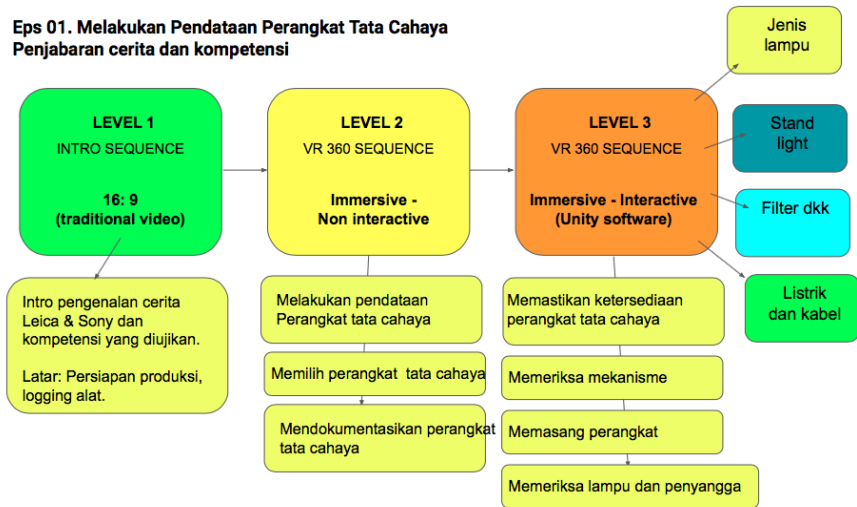 Eps 01. Melakukan Pendataan Perangkat Tata Cahaya
Penjabaran cerita dan kompetensi
LEVEL 1
INTRO SEQUENCE
16: 9
(traditional video)
LEVEL 2
VR 360 SEQUENCE
Immersive -
Non interactive
LEVEL 3
VR 360 SEQUENCE
Immersive - Interactive
(Unity software)
Jenis
lampu
Stand
light
Filter dkk
Listrik
dan kabel
Intro pengenalan cerita
Leica & Sony dan
kompetensi yang diujikan.
Latar: Persiapan produksi,
logging alat.
Melakukan pendataan
Perangkat tata cahaya
Memilih perangkat tata cahaya
Mendokumentasikan perangkat
tata cahaya
Memastikan ketersediaan
perangkat tata cahaya
Memeriksa mekanisme
Memasang perangkat
Memeriksa lampu dan penyangga